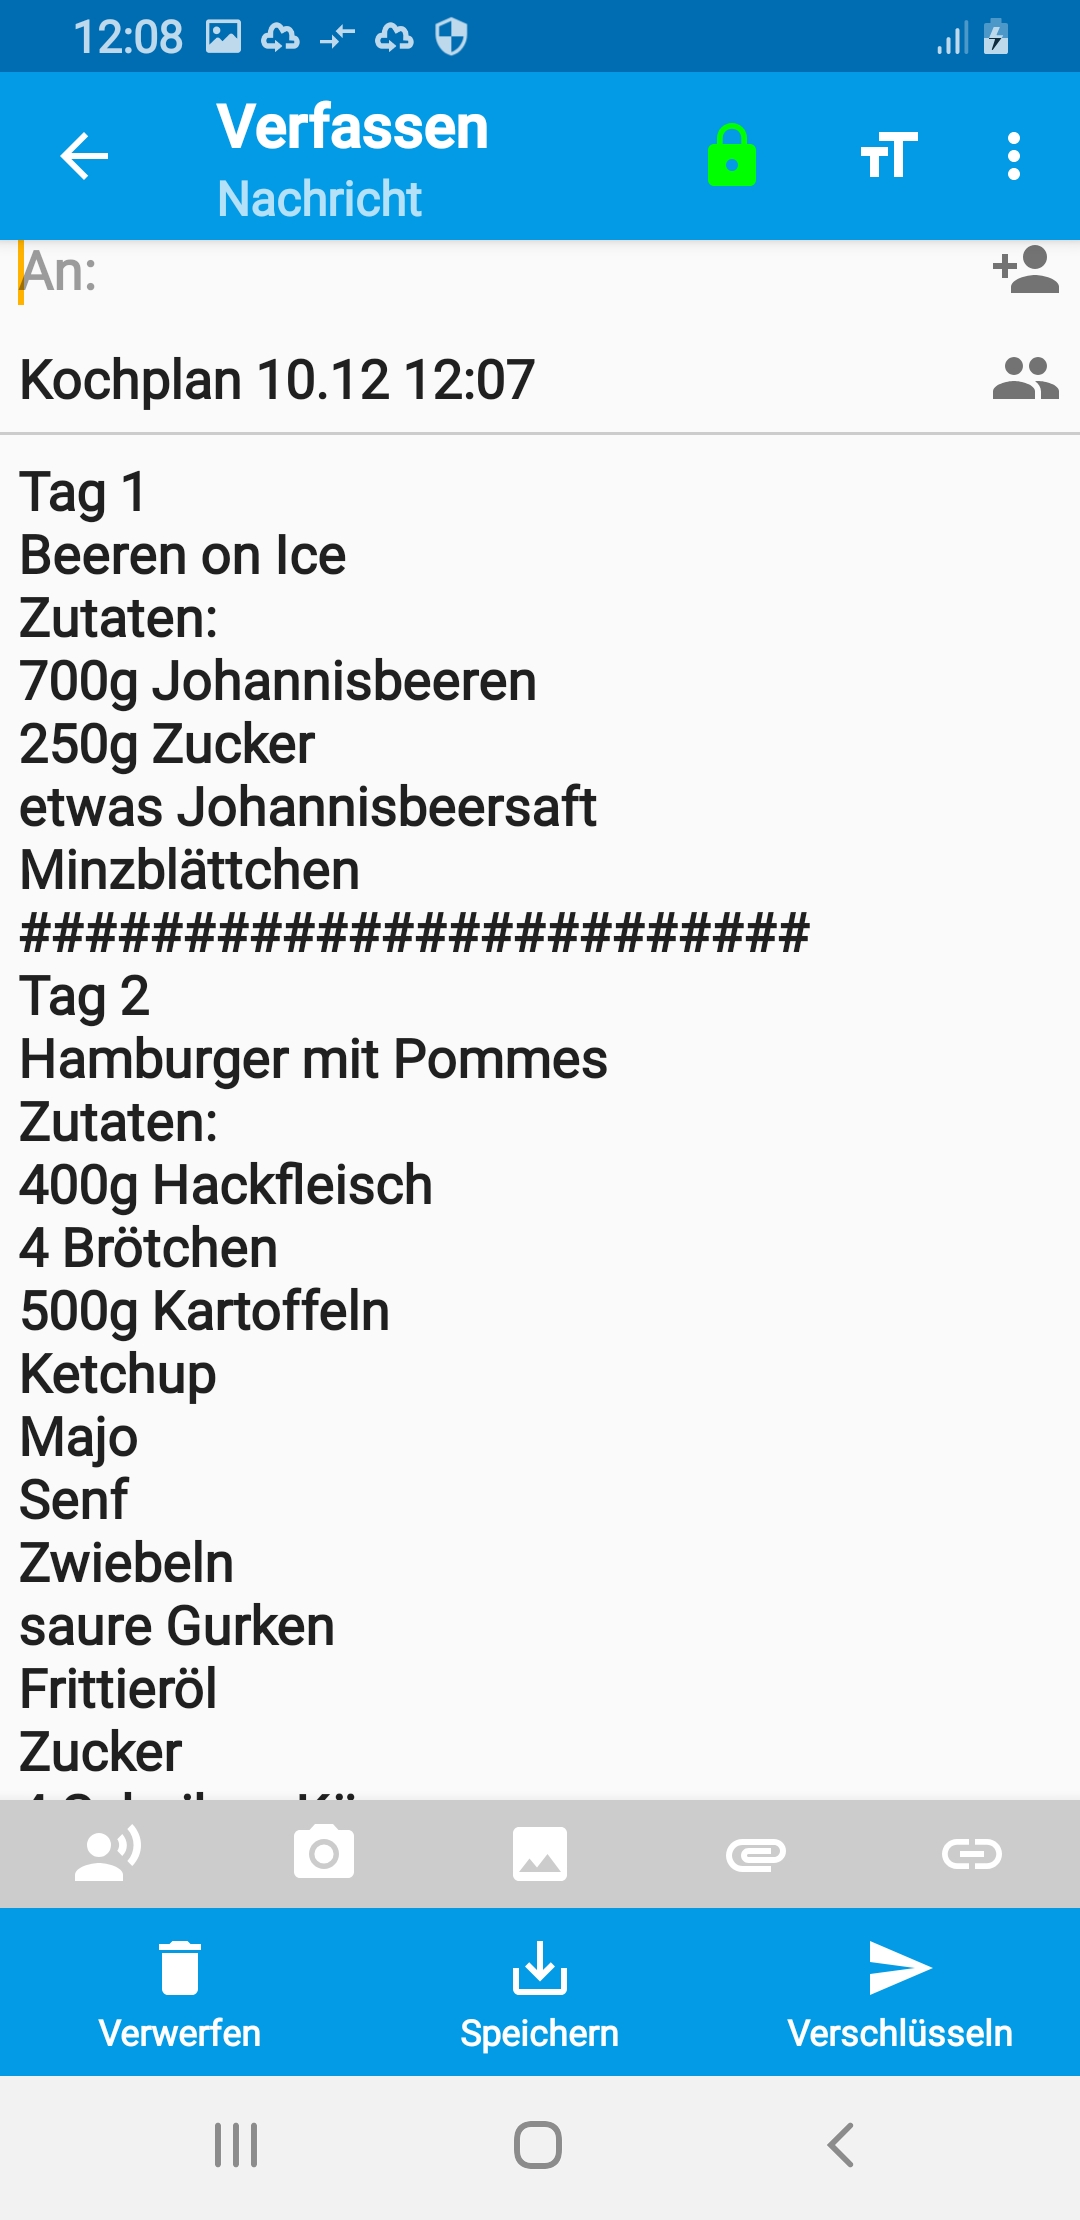 12:08
Verfassen
Nachricht
An:
Kochplan 10.12 12:07
Tag 1
Beeren on Ice
Zutaten:
700g Johannisbeeren
250g Zucker
etwas Johannisbeersaft
Minzblättchen
########################
Tag 2
Hamburger mit Pommes
Zutaten:
400g Hackfleisch
4 Brötchen
500g Kartoffeln
Ketchup
Majo
Senf
Zwiebeln
saure Gurken
Frittieröl
Zucker
Verwerfen
Speichern
Verschlüsseln